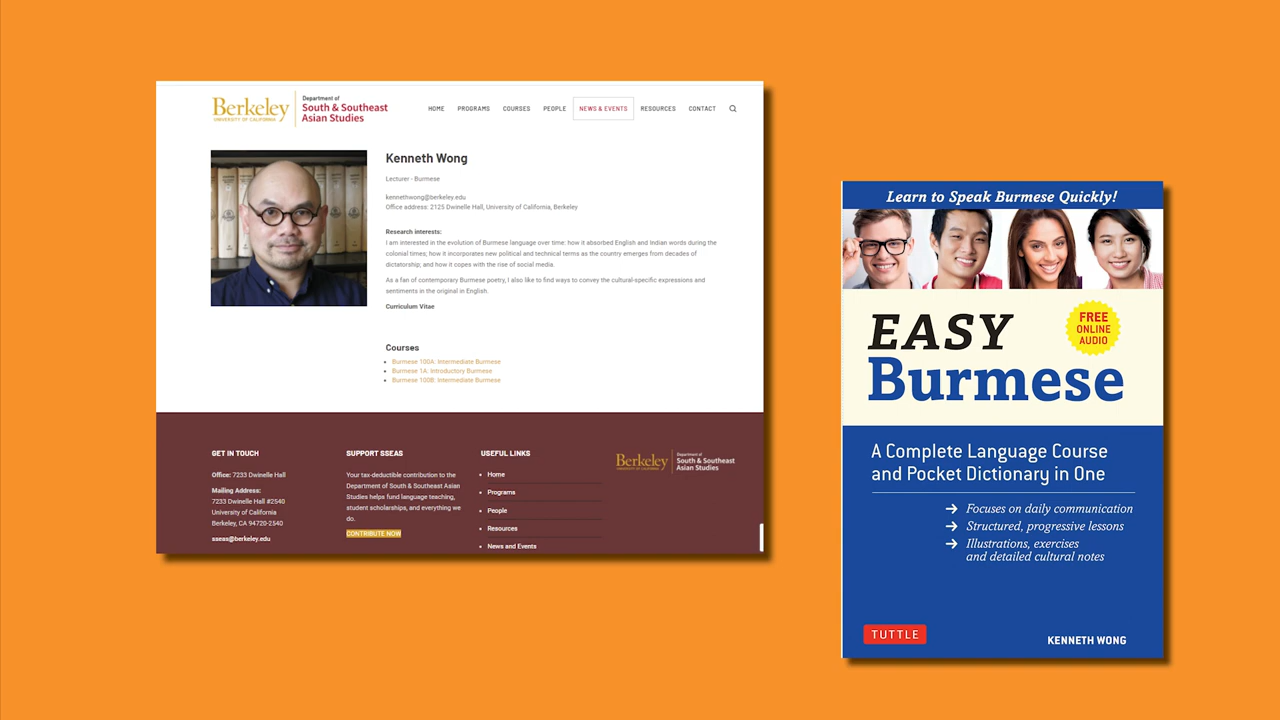 Berkeley
UNIVERSITY OF CALIFORNIA
Department of
South & Southeast
Asian Studies
HOME PROGRAMS COURSES PEOPLE NEWS & EVENTS RESOURCES CONTACT
Kenneth Wong
Lecturer - Burmese
kennethwong@berkeley.edu
Office address: 2125 Dwinelle Hall, University of California, Berkeley
Research interests:
I am interested in the evolution of Burmese language over time: how it absorbed English and Indian words during the
colonial times; how it incorporates new political and technical terms as the country emerges from decades of
dictatorship; and how it copes with the rise of social media.
As a fan of contemporary Burmese poetry, I also like to find ways to convey the cultural-specific expressions and
sentiments in the original in English.
Curriculum Vitae
Courses
Burmese 100A: Intermediate Burmese
Burmese 1A: Introductory Burmese
Burmese 100B: Intermediate Burmese
GET IN TOUCH
Office: 7233 Dwinelle Hall
Mailing Address:
7233 Dwinelle Hall #2540
University of California
Berkeley, CA 94720-2540
sseas@berkeley.edu
SUPPORT SSEAS
Your tax-deductible contribution to the
Department of South & Southeast Asian
Studies helps fund language teaching,
student scholarships, and everything we
do.
CONTRIBUTE NOW
USEFUL LINKS
Home
Programs
People
Resources
News and Events
Berkeley
UNIVERSITY OF CALIFORNIA
Department of
South & Southeast
Asian Studies
Learn to Speak Burmese Quickly!
EASY
Burmese
FREE
ONLINE
AUDIO
A Complete Language Course
and Pocket Dictionary in One
Focuses on daily communication
Structured, progressive lessons
Illustrations, exercises
and detailed cultural notes
TUTTLE
KENNETH WONG